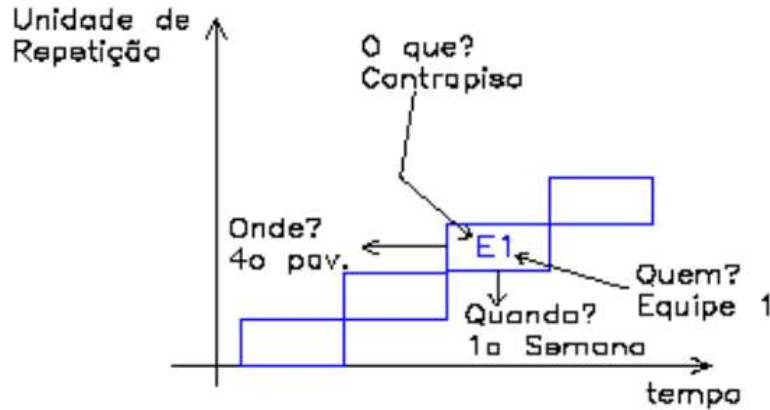 Unidade de
Repetição
O que?
Contrapiso
Onde?
4o pav.
E1
Quem?
Equipe 1
Quando?
1a Semana
tempo